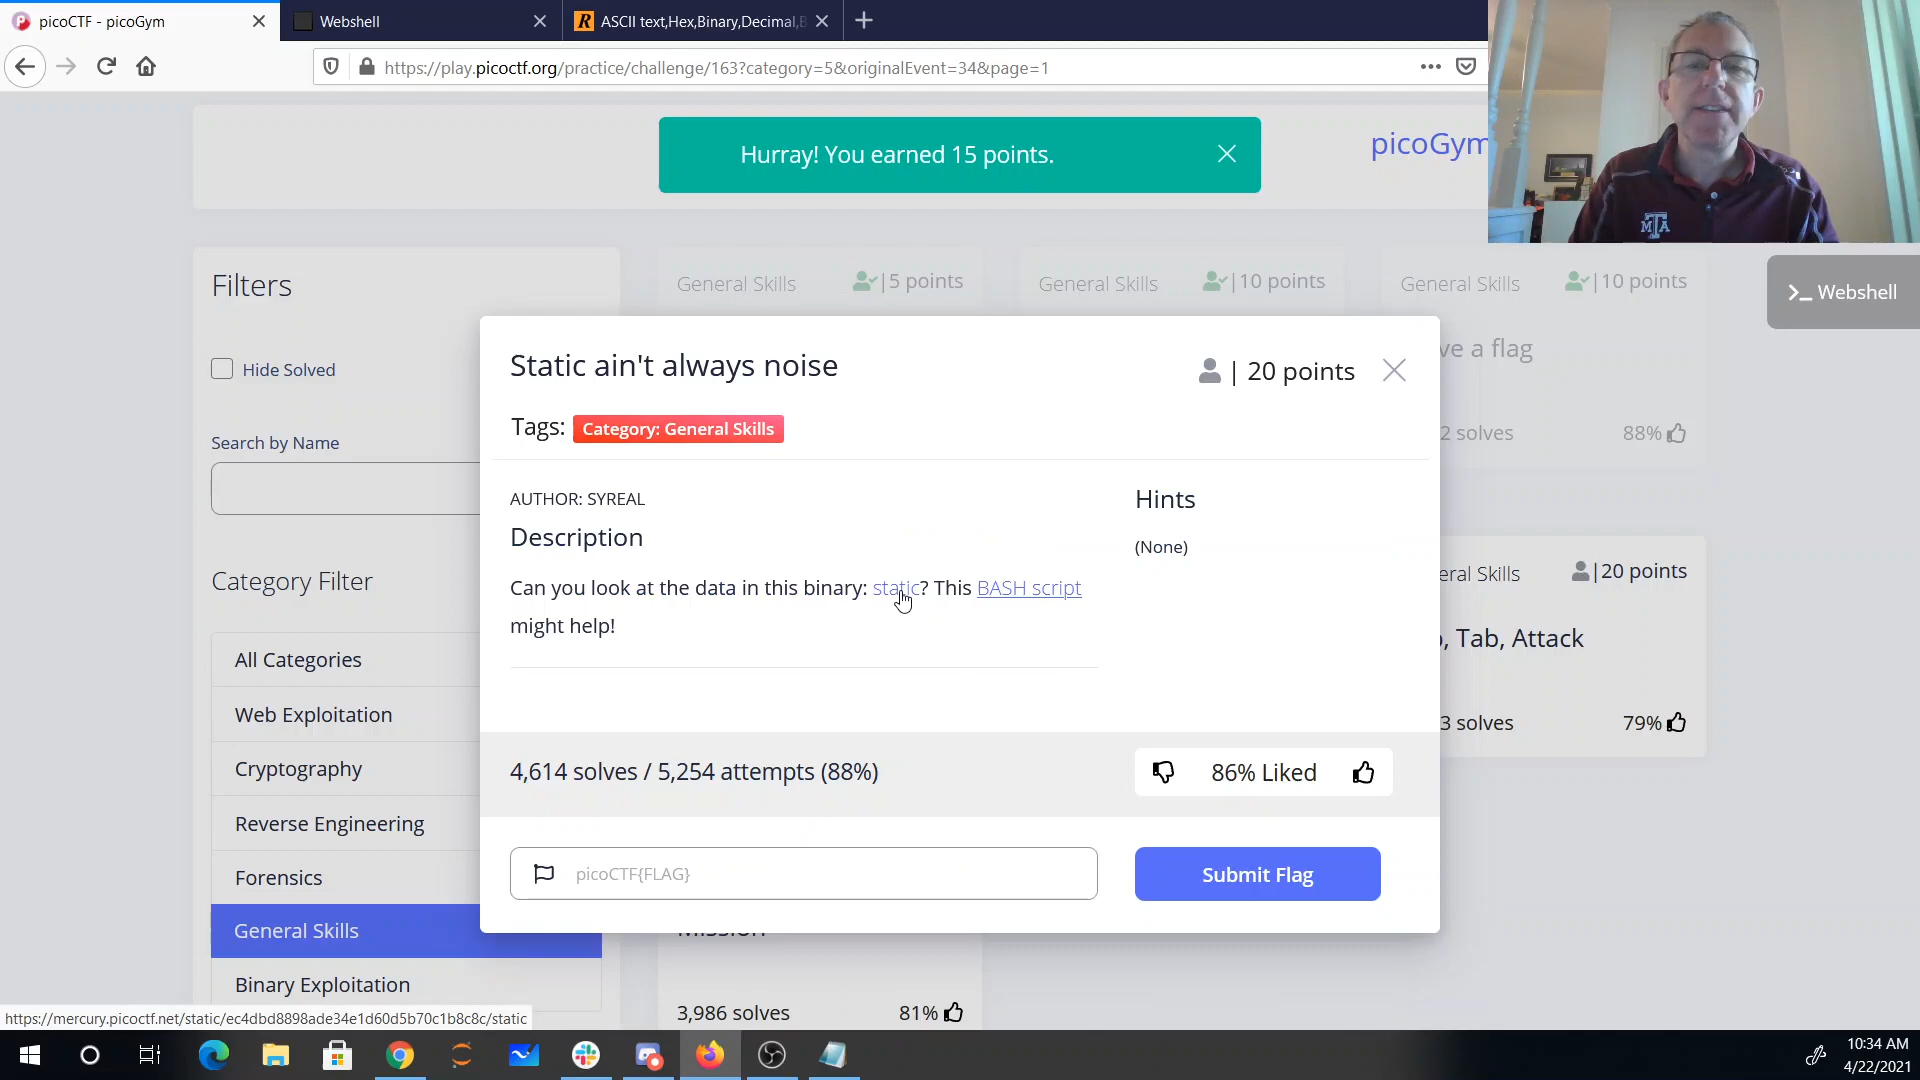 picoCTF - picoGym
Webshell
ASCII text,Hex,Binary,Decimal,B
https://play.picoctf.org/practice/challenge/163?category=5&originalEvent=34&page=1
Hurray! You earned 15 points.
picoGym
Filters
General Skills |5 points
General Skills |10 points
General Skills |10 points
>_ Webshell
Static ain't always noise
| 20 points
ve a flag
Hide Solved
Tags: Category: General Skills
2 solves 88%
Search by Name
AUTHOR: SYREAL
Hints
Description
(None)
Can you look at the data in this binary: static? This BASH script
might help!
eral Skills |20 points
Category Filter
, Tab, Attack
All Categories
Web Exploitation
3 solves 79%
Cryptography
4,614 solves / 5,254 attempts (88%)
86% Liked
Reverse Engineering
Forensics
picoCTF{FLAG}
Submit Flag
General Skills
Mission
Binary Exploitation
3,986 solves 81%
https://mercury.picoctf.net/static/ec4dbd8898ade34e1d60d5b70c1b8c8c/static
10:34 AM
4/22/2021